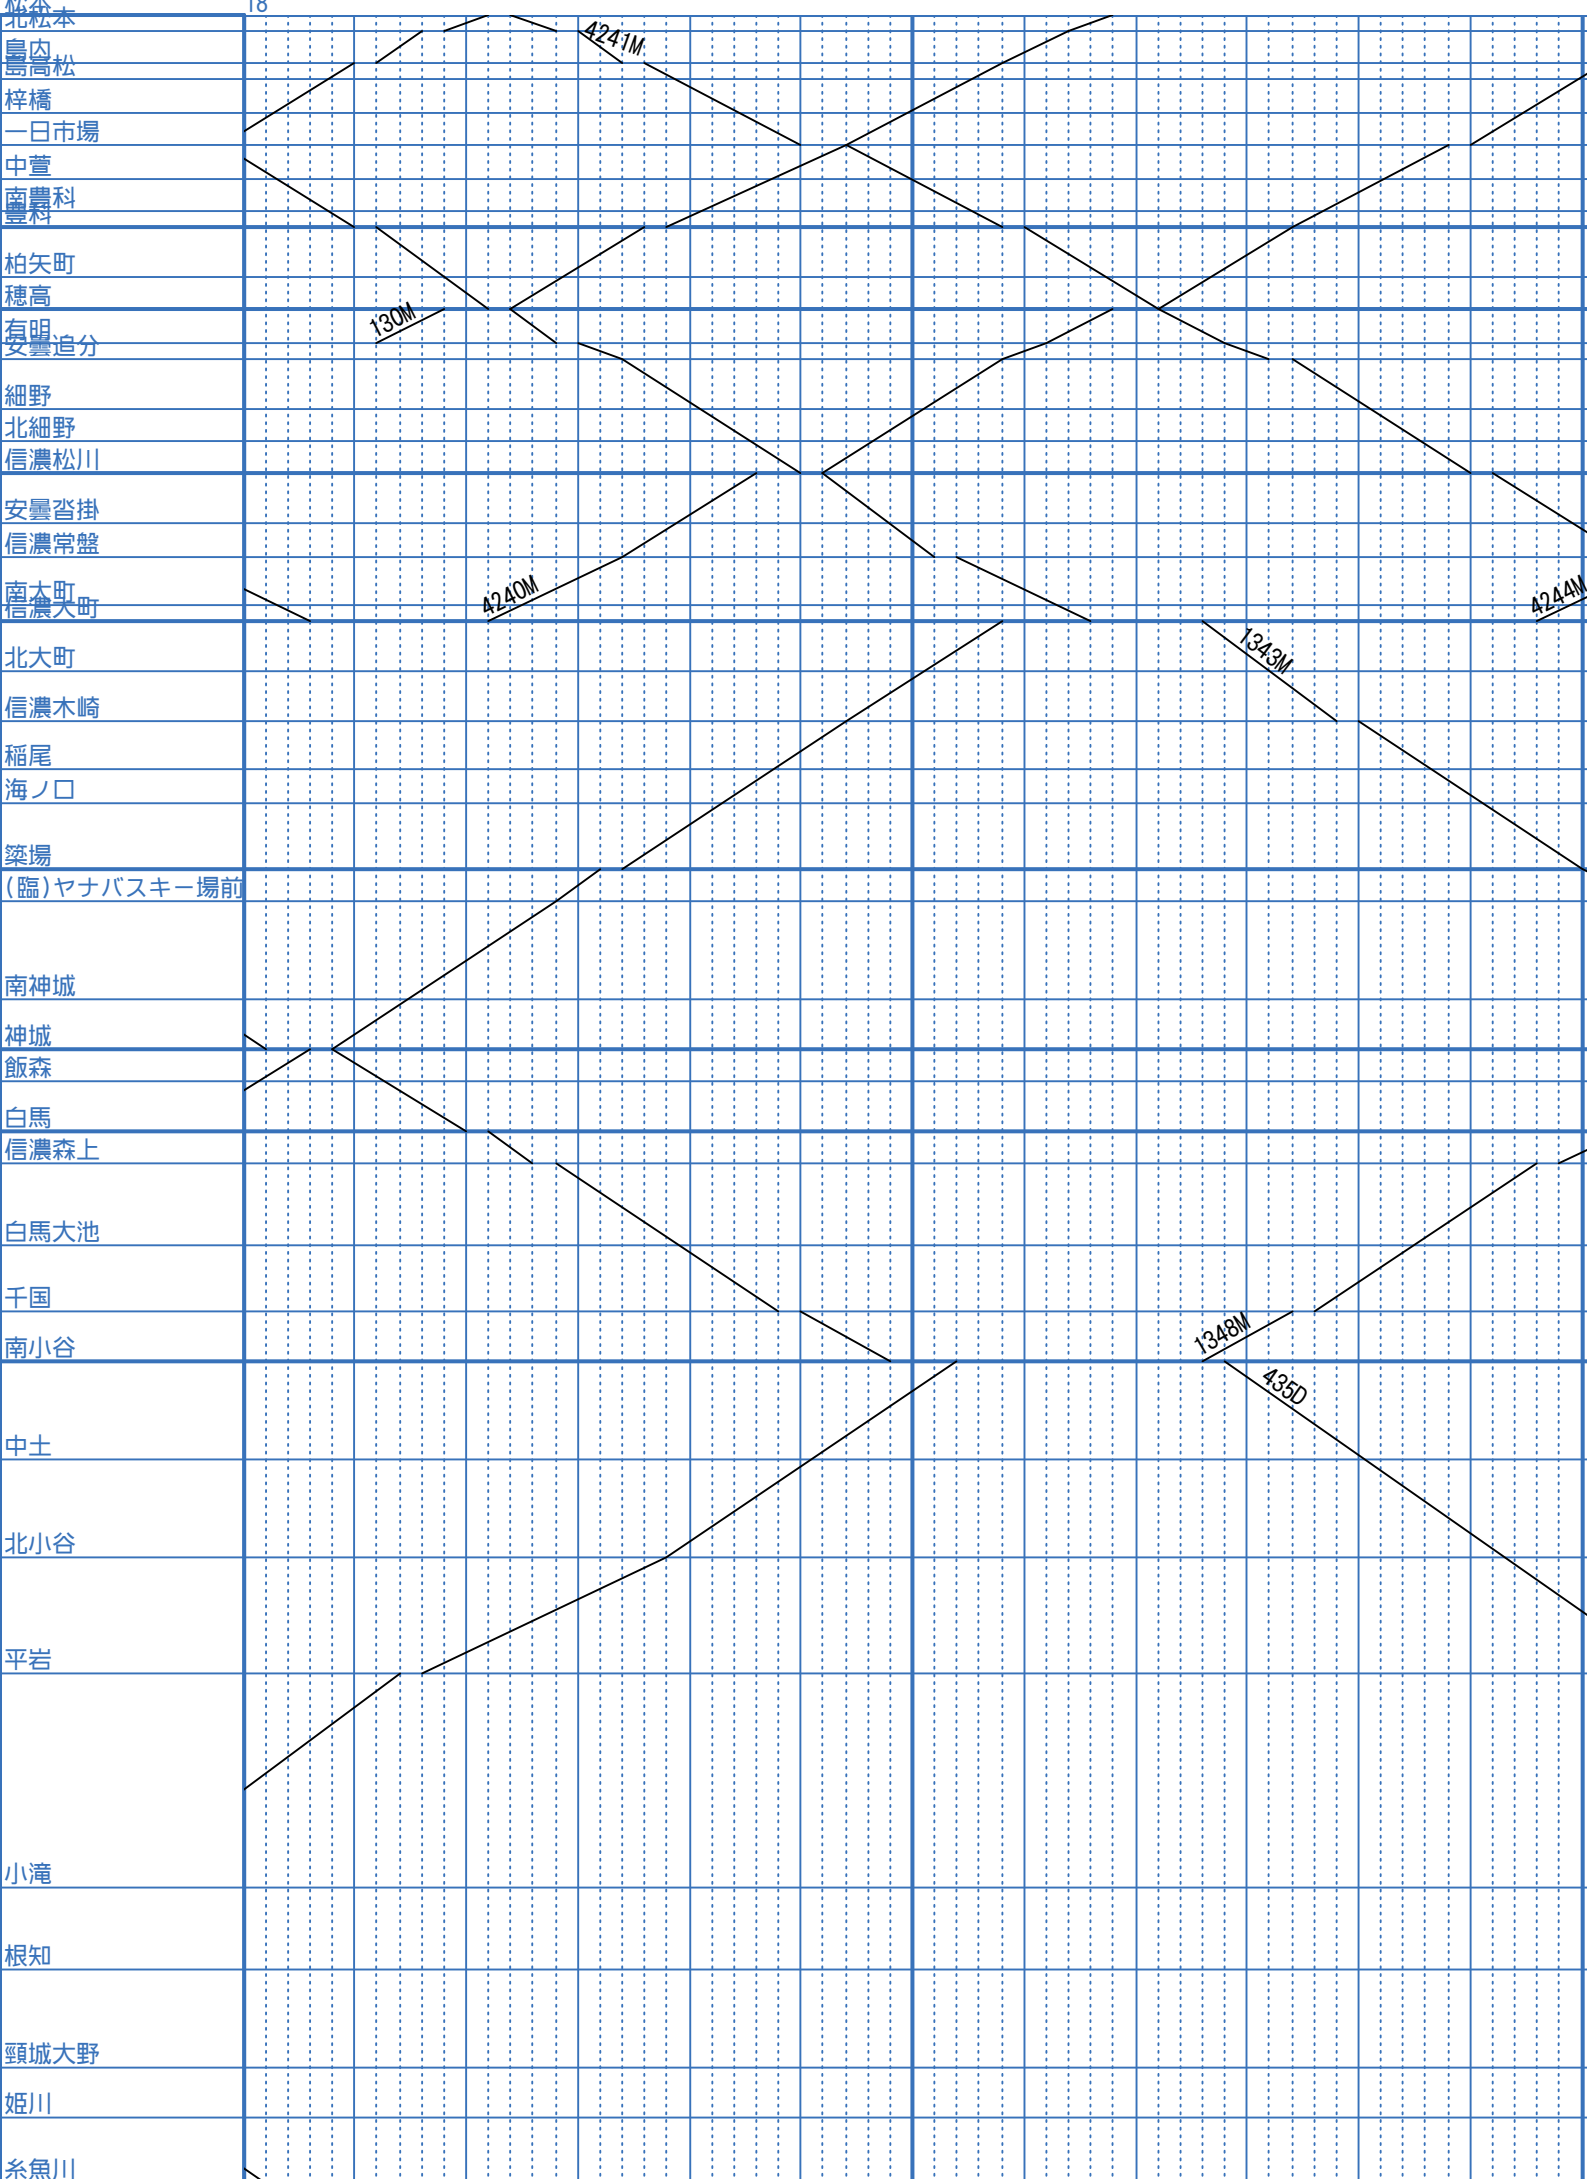 松本
18
北松本
島内
島高松
梓橋
一日市場
中萱
南豊科
豊科
柏矢町
穂高
有明
安曇追分
細野
北細野
信濃松川
安曇沓掛
信濃常盤
南大町
信濃大町
北大町
信濃木崎
稲尾
海ノ口
簗場
(臨)ヤナバスキー場前
南神城
神城
飯森
白馬
信濃森上
白馬大池
千国
南小谷
中土
北小谷
平岩
小滝
根知
頸城大野
姫川
糸魚川
4241M
130M
4240M
4244M
1343M
1348M
435D